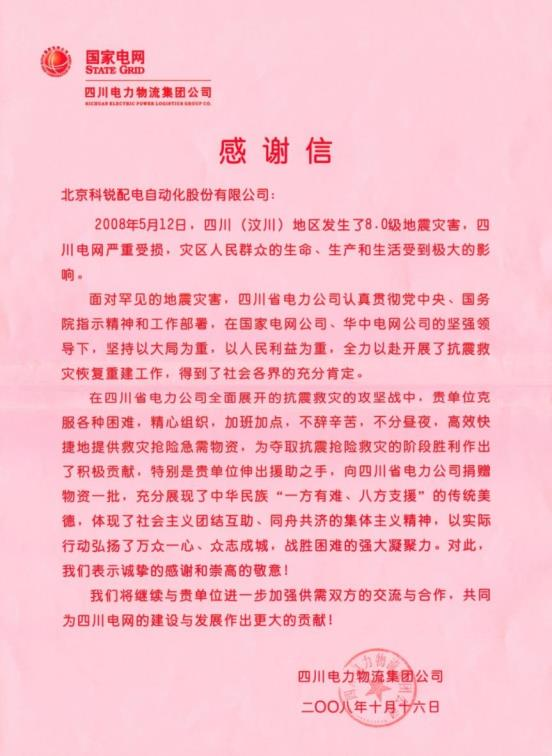 国家电网
STATE GRID
四川电力物流集团公司
SICHUAN ELECTRIC POWER LOGISTICS GROUP CO.
感谢信
北京科锐配电自动化股份有限公司：
2008年5月12日，四川（汶川）地区发生了8.0级地震灾害，四
川电网严重受损，灾区人民群众的生命、生产和生活受到极大的影
响。
面对罕见的地震灾害，四川省电力公司认真贯彻党中央、国务
院指示精神和工作部署，在国家电网公司、华中电网公司的坚强领
导下，坚持以大局为重，以人民利益为重，全力以赴开展了抗震救
灾恢复重建工作，得到了社会各界的充分肯定。
在四川省电力公司全面展开的抗震救灾的攻坚战中，贵单位克
服各种困难，精心组织，加班加点，不辞辛苦，不分昼夜，高效快
捷地提供救灾抢险急需物资，为夺取抗震抢险救灾的阶段胜利作出
了积极贡献，特别是贵单位伸出援助之手，向四川省电力公司捐赠
物资一批，充分展现了中华民族“一方有难、八方支援”的传统美
德，体现了社会主义团结互助、同舟共济的集体主义精神，以实际
行动弘扬了万众一心、众志成城，战胜困难的强大凝聚力。对此，
我们表示诚挚的感谢和崇高的敬意！
我们将继续与贵单位进一步加强供需双方的交流与合作，共同
为四川电网的建设与发展作出更大的贡献！
四川电力物流集团公司
二〇〇八年十月十六日